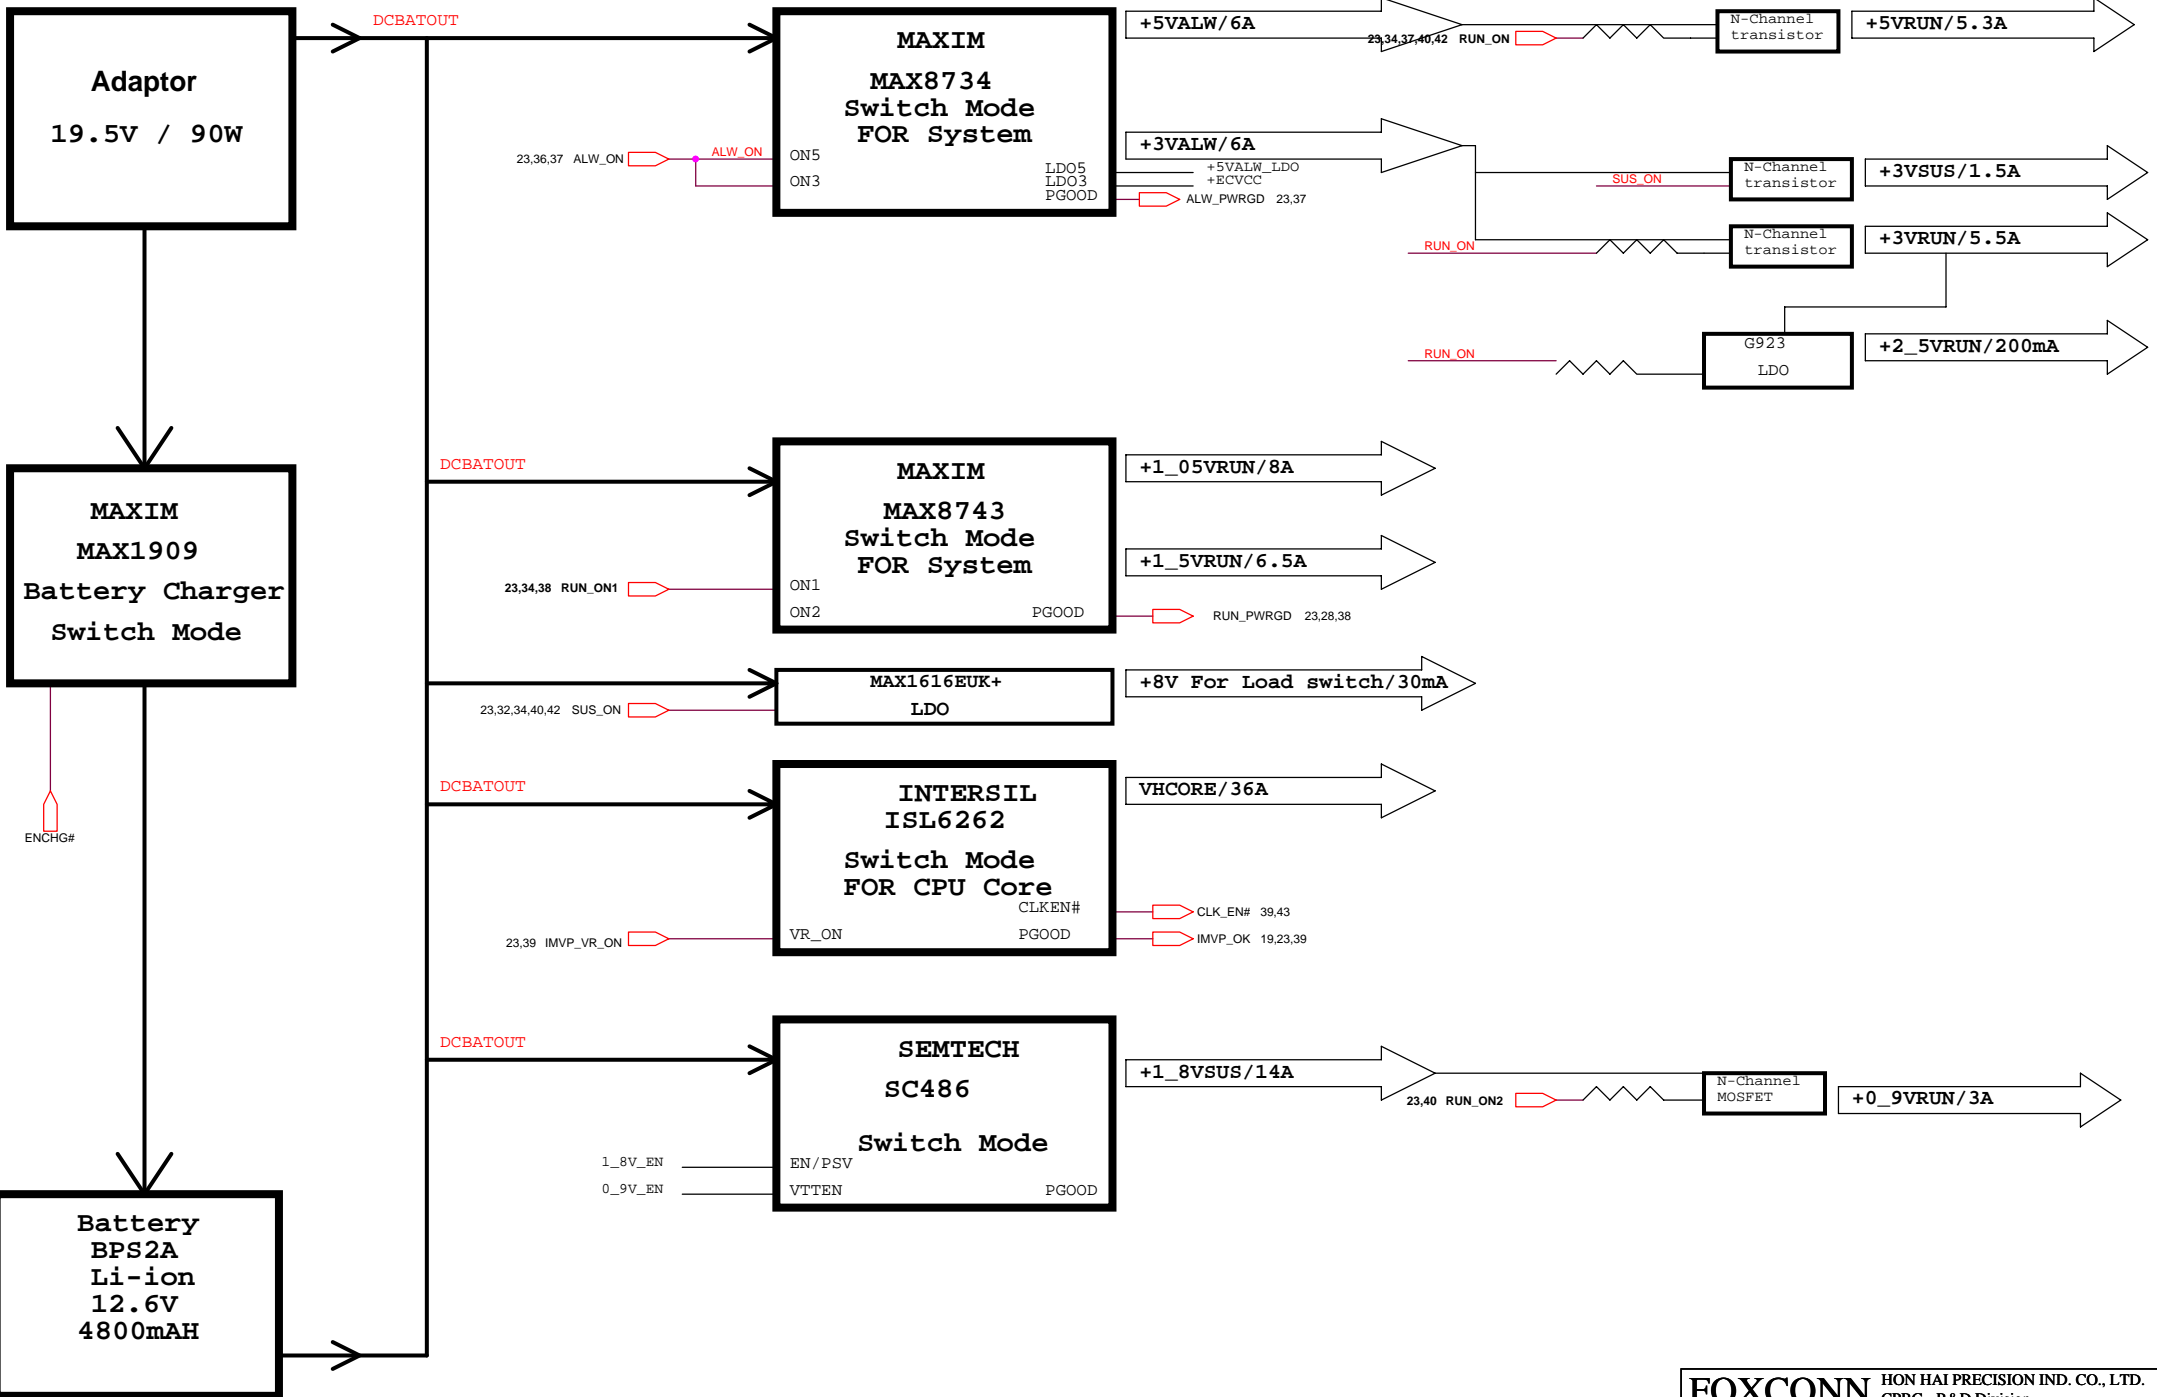 Adaptor
19.5V / 90W
DCBATOUT
MAXIM
MAX8734
Switch Mode
FOR System
23,36,37 ALW_ON
ALW_ON
ON5
ON3
LDO5
LDO3
PGOOD
+5VALW/6A
+3VALW/6A
+5VALW_LDO
+ECVCC
ALW_PWRGD 23,37
23,34,37,40,42 RUN_ON
N-Channel
transistor
+5VRUN/5.3A
SUS_ON
N-Channel
transistor
+3VSUS/1.5A
RUN_ON
N-Channel
transistor
+3VRUN/5.5A
RUN_ON
G923
LDO
+2_5VRUN/200mA
MAXIM
MAX1909
Battery Charger
Switch Mode
ENCHG#
DCBATOUT
MAXIM
MAX8743
Switch Mode
FOR System
23,34,38 RUN_ON1
ON1
ON2
PGOOD
+1_05VRUN/8A
+1_5VRUN/6.5A
RUN_PWRGD 23,28,38
23,32,34,40,42 SUS_ON
MAX1616EUK+
LDO
+8V For Load switch/30mA
DCBATOUT
INTERSIL
ISL6262
Switch Mode
FOR CPU Core
23,39 IMVP_VR_ON
VR_ON
CLKEN#
PGOOD
VHCORE/36A
CLK_EN# 39,43
IMVP_OK 19,23,39
DCBATOUT
SEMTECH
SC486
Switch Mode
1_8V_EN
0_9V_EN
EN/PSV
VTTEN
PGOOD
+1_8VSUS/14A
23,40 RUN_ON2
N-Channel
MOSFET
+0_9VRUN/3A
Battery
BPS2A
Li-ion
12.6V
4800mAH
FOXCONN
HON HAI PRECISION IND. CO., LTD.